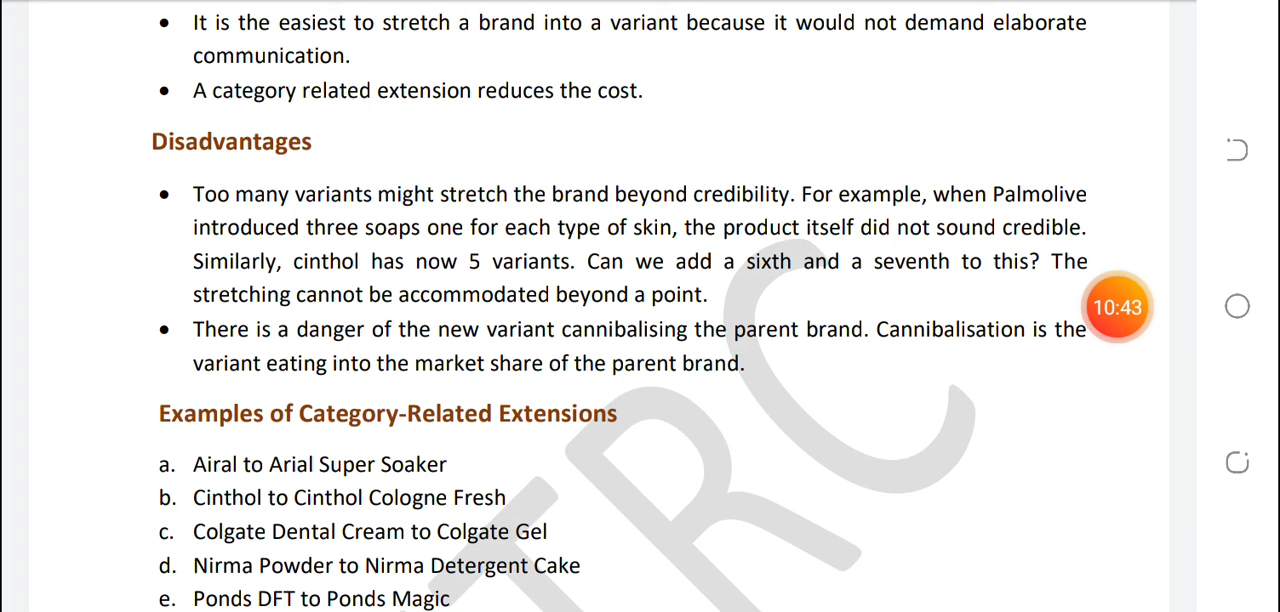 • It is the easiest to stretch a brand into a variant because it would not demand elaborate
communication.
• A category related extension reduces the cost.
Disadvantages
• Too many variants might stretch the brand beyond credibility. For example, when Palmolive
introduced three soaps one for each type of skin, the product itself did not sound credible.
Similarly, cinthol has now 5 variants. Can we add a sixth and a seventh to this? The
stretching cannot be accommodated beyond a point.
10:43
• There is a danger of the new variant cannibalising the parent brand. Cannibalisation is the
variant eating into the market share of the parent brand.
Examples of Category-Related Extensions
a. Airal to Arial Super Soaker
b. Cinthol to Cinthol Cologne Fresh
c. Colgate Dental Cream to Colgate Gel
d. Nirma Powder to Nirma Detergent Cake
e. Ponds DFT to Ponds Magic
TRC